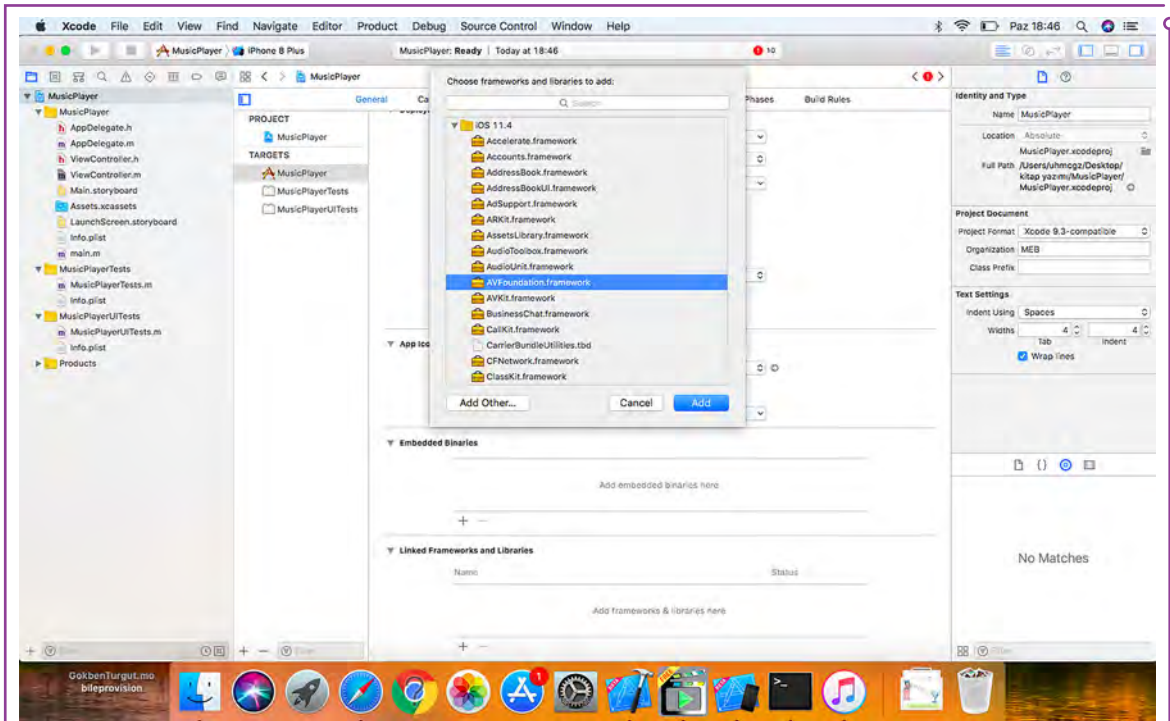 Xcode File Edit View Find Navigate Editor Product Debug Source Control Window Help Paz 18:46
MusicPlayer iPhone 8 Plus MusicPlayer: Ready | Today at 18:46 10
MusicPlayer
General Ca Phases Build Rules
MusicPlayer
MusicPlayer
AppDelegate.h
AppDelegate.m
ViewController.h
ViewController.m
Main.storyboard
Assets.xcassets
LaunchScreen.storyboard
Info.plist
main.m
MusicPlayerTests
MusicPlayerTests.m
Info.plist
MusicPlayerUITests
MusicPlayerUITests.m
Info.plist
Products
PROJECT
MusicPlayer
TARGETS
MusicPlayer
MusicPlayerTests
MusicPlayerUITests
Choose frameworks and libraries to add:
Search
iOS 11.4
Accelerate.framework
Accounts.framework
AddressBook.framework
AddressBookUI.framework
AdSupport.framework
ARKit.framework
AssetsLibrary.framework
AudioToolbox.framework
AudioUnit.framework
AVFoundation.framework
AVKit.framework
BusinessChat.framework
CallKit.framework
CarrierBundleUtilities.tbd
CFNetwork.framework
ClassKit.framework
Add Other... Cancel Add
App Ico
Embedded Binaries
Add embedded binaries here
Linked Frameworks and Libraries
Name Status
Add frameworks & libraries here
Identity and Type
Name MusicPlayer
Location Absolute
MusicPlayer.xcodeproj
Full Path /Users/uhmcgz/Desktop/
kitap yazımı/MusicPlayer/
MusicPlayer.xcodeproj
Project Document
Project Format Xcode 9.3-compatible
Organization MEB
Class Prefix
Text Settings
Indent Using Spaces
Widths 4 4
Tab Indent
Wrap lines
No Matches
GokbenTurgut.mo
bileprovision